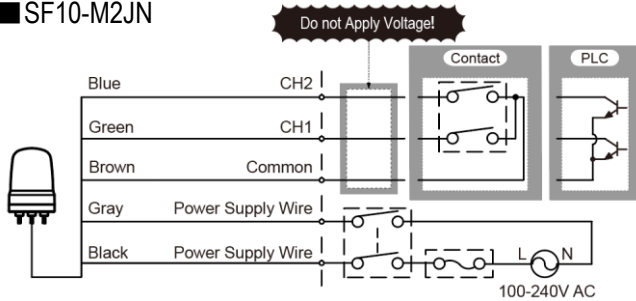 ■SF10-M2JN
Do not Apply Voltage!
Contact PLC
Blue CH2
Green CH1
Brown Common
Gray Power Supply Wire
Black Power Supply Wire
L N
100-240V AC